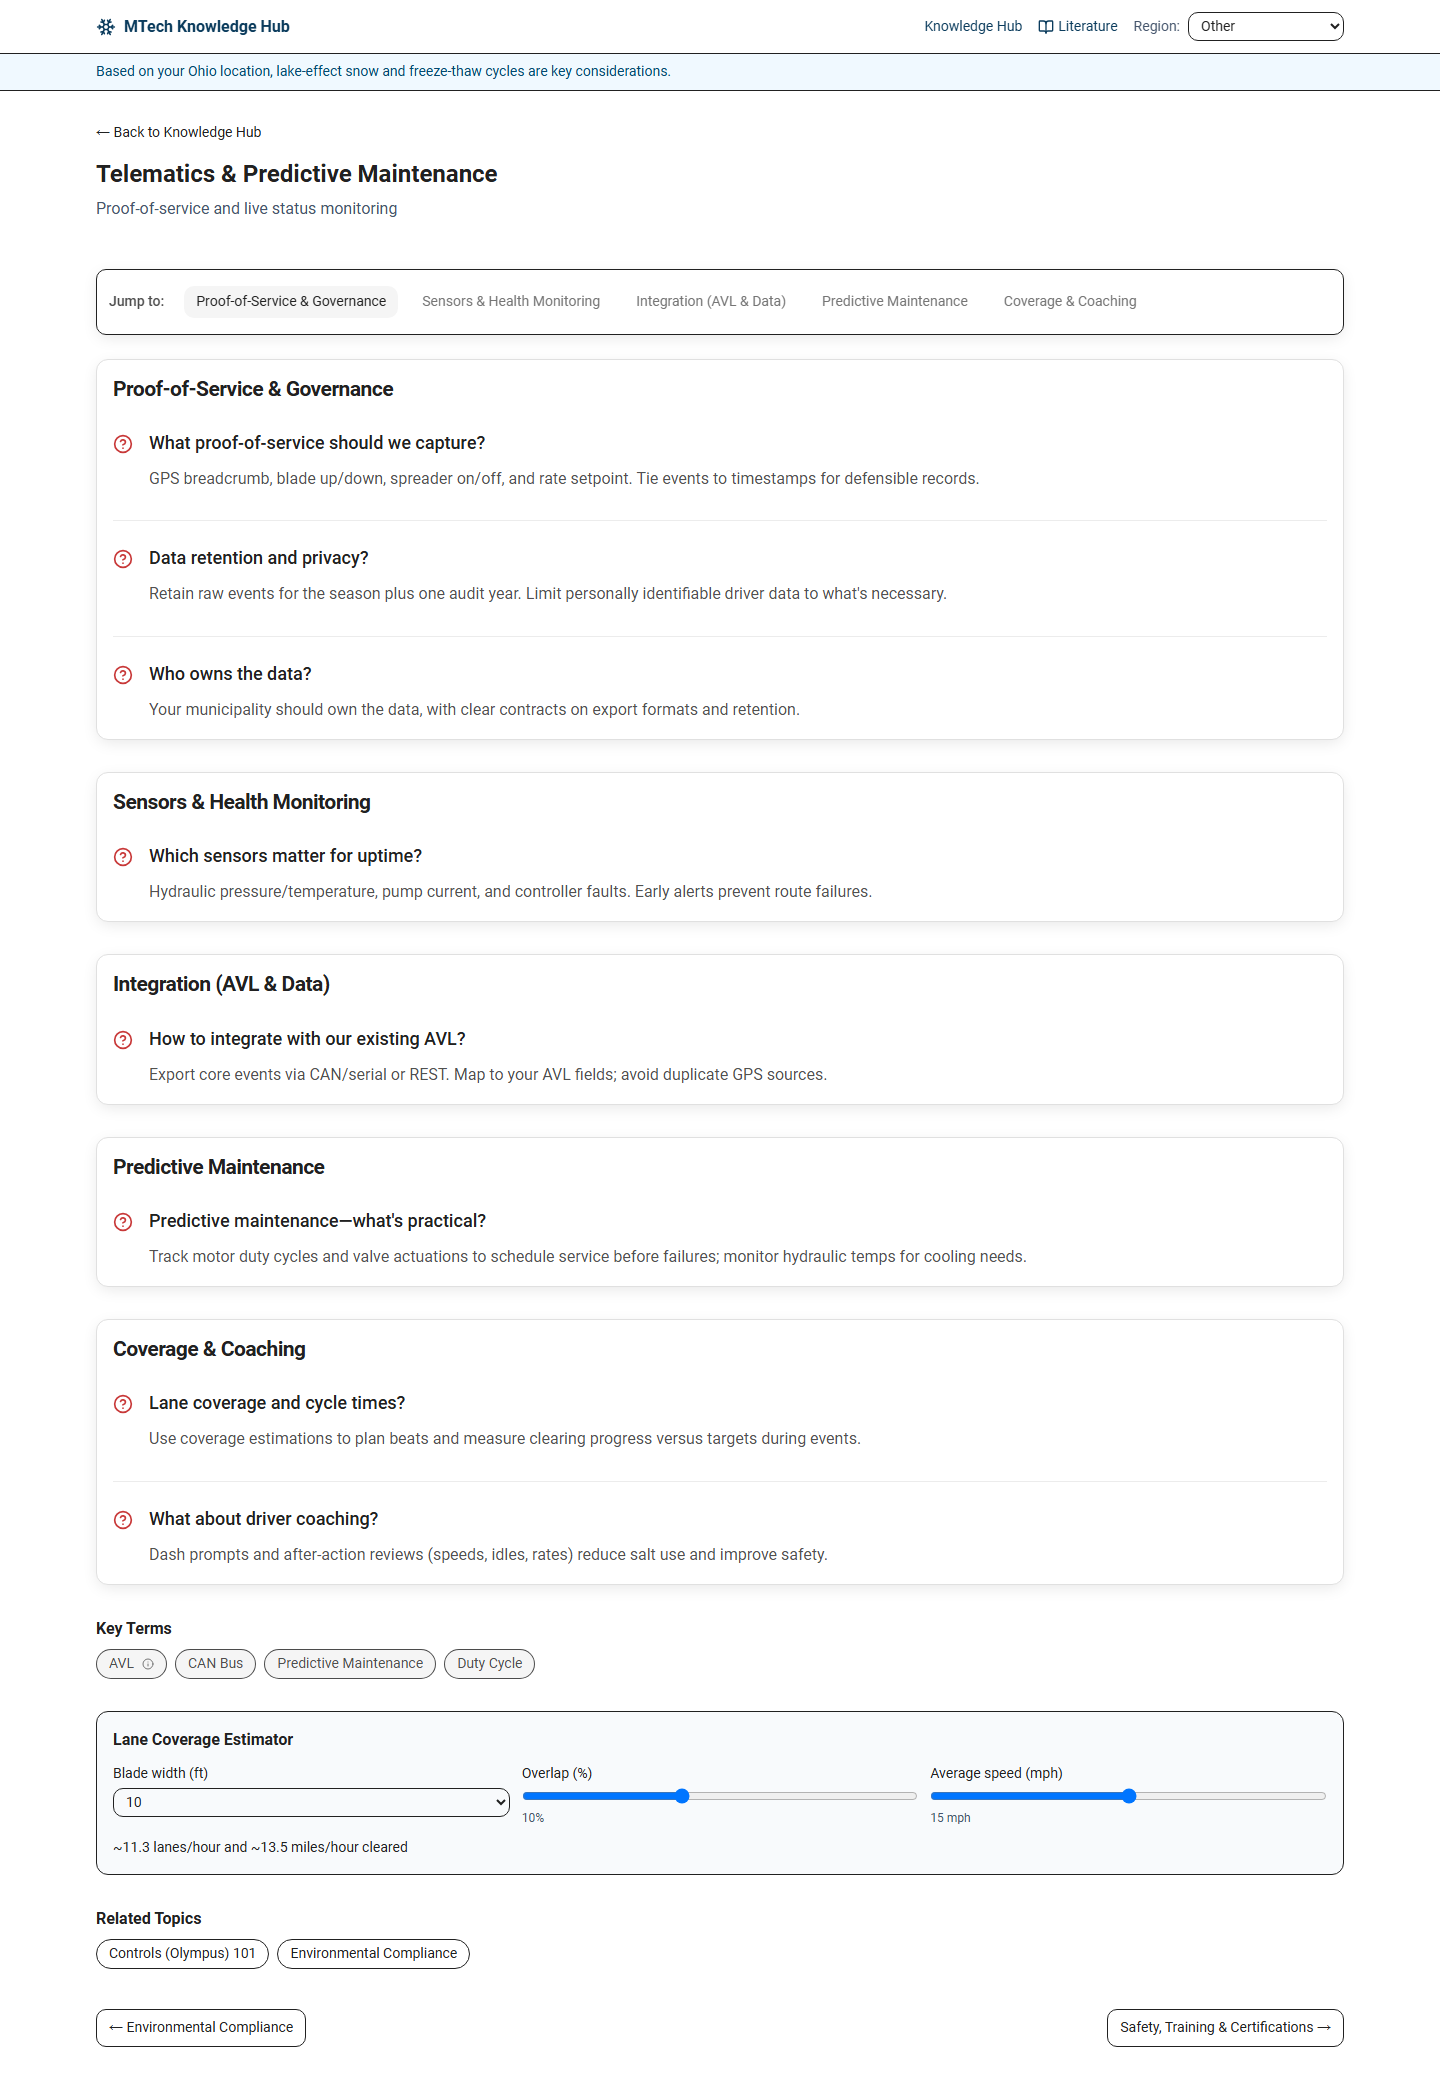 MTech Knowledge Hub
Knowledge Hub
Literature
Region:
Other
Based on your Ohio location, lake-effect snow and freeze-thaw cycles are key considerations.
← Back to Knowledge Hub
Telematics & Predictive Maintenance
Proof-of-service and live status monitoring
Jump to:
Proof-of-Service & Governance
Sensors & Health Monitoring
Integration (AVL & Data)
Predictive Maintenance
Coverage & Coaching
Proof-of-Service & Governance
What proof-of-service should we capture?
GPS breadcrumb, blade up/down, spreader on/off, and rate setpoint. Tie events to timestamps for defensible records.
Data retention and privacy?
Retain raw events for the season plus one audit year. Limit personally identifiable driver data to what's necessary.
Who owns the data?
Your municipality should own the data, with clear contracts on export formats and retention.
Sensors & Health Monitoring
Which sensors matter for uptime?
Hydraulic pressure/temperature, pump current, and controller faults. Early alerts prevent route failures.
Integration (AVL & Data)
How to integrate with our existing AVL?
Export core events via CAN/serial or REST. Map to your AVL fields; avoid duplicate GPS sources.
Predictive Maintenance
Predictive maintenance—what's practical?
Track motor duty cycles and valve actuations to schedule service before failures; monitor hydraulic temps for cooling needs.
Coverage & Coaching
Lane coverage and cycle times?
Use coverage estimations to plan beats and measure clearing progress versus targets during events.
What about driver coaching?
Dash prompts and after-action reviews (speeds, idles, rates) reduce salt use and improve safety.
Key Terms
AVL
CAN Bus
Predictive Maintenance
Duty Cycle
Lane Coverage Estimator
Blade width (ft)
10
Overlap (%)
10%
Average speed (mph)
15 mph
~11.3 lanes/hour and ~13.5 miles/hour cleared
Related Topics
Controls (Olympus) 101
Environmental Compliance
← Environmental Compliance
Safety, Training & Certifications →